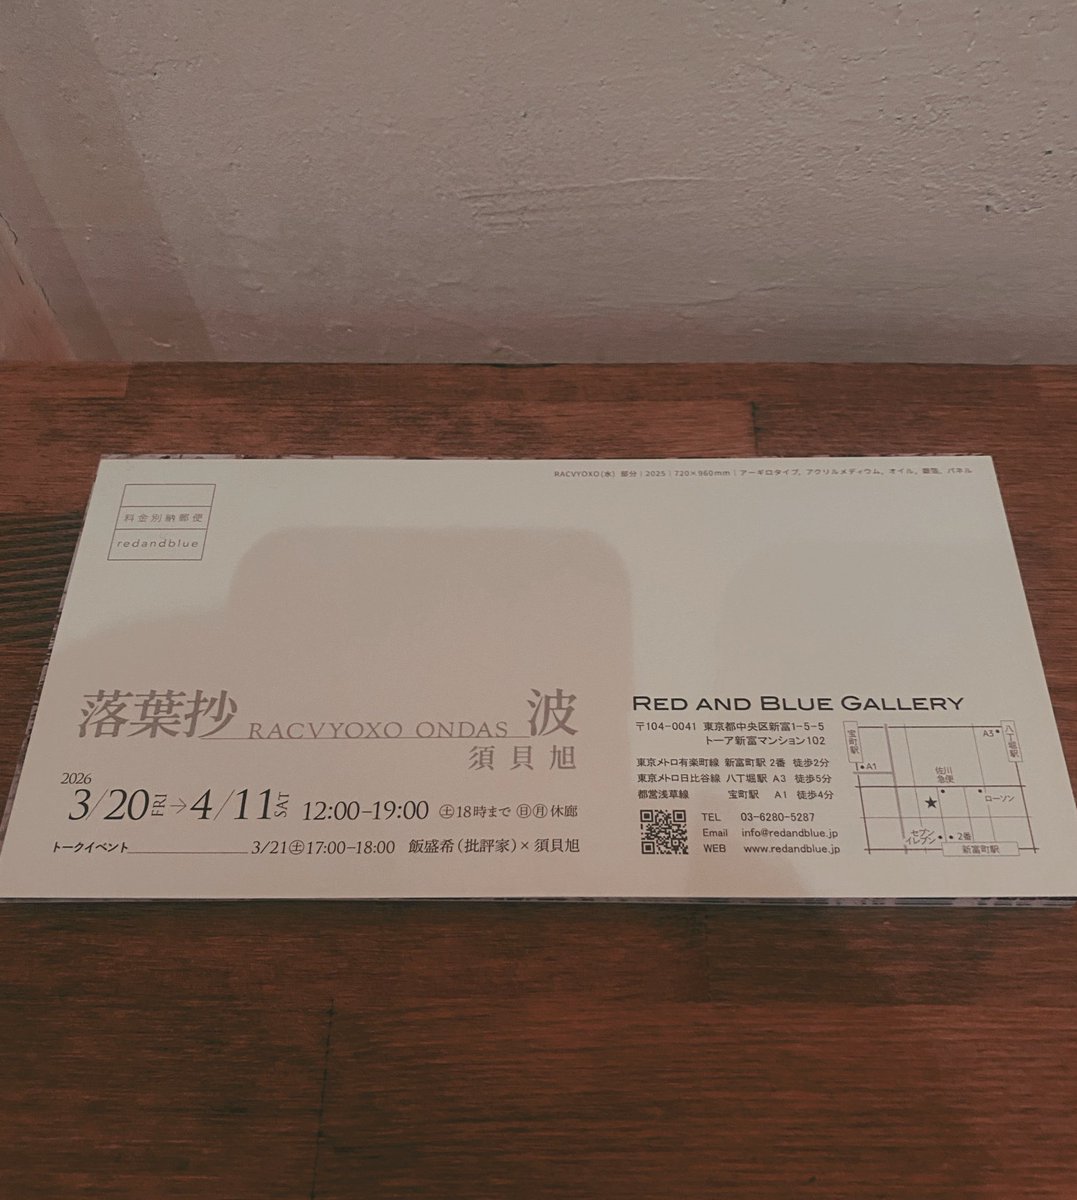 RACVYOXO(水) 部分|2025|720×960mm|アーギロタイプ、アクリルメディウム、オイル、銀箔、パネル
料金別納郵便
redandblue
落葉抄 RACVYOXO ONDAS 波
須貝旭
2026
3/20 FRI→4/11 SAT 12:00–19:00 ㊏18時まで ㊐㊊休廊
トークイベント 3/21㊏17:00–18:00 飯盛希(批評家)× 須貝旭
RED AND BLUE GALLERY
〒104-0041 東京都中央区新富1-5-5
トーア新富マンション102
東京メトロ有楽町線 新富町駅 2番 徒歩2分
東京メトロ日比谷線 八丁堀駅 A3 徒歩5分
都営浅草線 宝町駅 A1 徒歩4分
TEL 03-6280-5287
Email info@redandblue.jp
WEB www.redandblue.jp
宝町駅
A1
A3
八丁堀駅
佐川
急便
ローソン
セブン
イレブン
2番
新富町駅